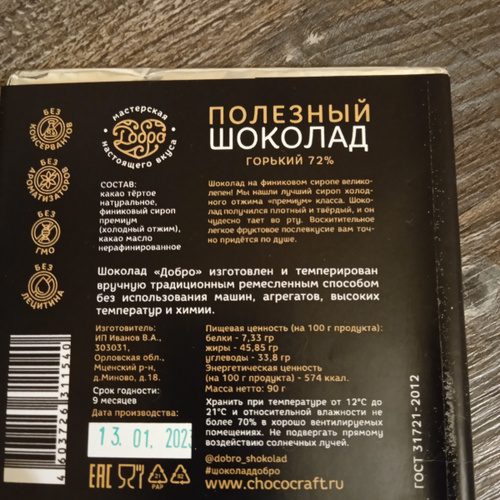 БЕЗ КОНСЕРВАНТОВ
БЕЗ АРОМАТИЗАТОРОВ
БЕЗ ГМО
БЕЗ ЛЕЦИТИНА
мастерская
Добро
настоящего вкуса
ПОЛЕЗНЫЙ
ШОКОЛАД
ГОРЬКИЙ 72%
СОСТАВ:
какао тёртое
натуральное,
финиковый сироп
премиум
(холодный отжим),
какао масло
нерафинированное
Шоколад на финиковом сиропе велико-
лепен! Мы нашли лучший сироп холод-
ного отжима «премиум» класса. Шоко-
лад получился плотный и твёрдый, и он
чудесно тает во рту. Восхитительное
легкое фруктовое послевкусие вам точ-
но придётся по душе.
Шоколад «Добро» изготовлен и темперирован
вручную традиционным ремесленным способом
без использования машин, агрегатов, высоких
температур и химии.
Изготовитель:
ИП Иванов В.А.,
303031,
Орловская обл.,
Мценский р-н,
д.Миново, д.18.
Срок годности:
9 месяцев
Дата производства:
13.01.202
Пищевая ценность (на 100 г продукта):
белки - 7,33 гр
жиры - 45,85 гр
углеводы - 33,8 гр
Энергетическая ценность
(на 100 г продукта) - 574 ккал.
Масса нетто: 90 г
Хранить при температуре от 12°С до
21°С и относительной влажности не
более 70% в хорошо вентилируемых
помещениях. Не подвергать прямому
воздействию солнечных лучей.
@dobro_shokolad
#шоколаддобро
www.chococraft.ru
ГОСТ 31721-2012
4603726311540
EAC
PAP